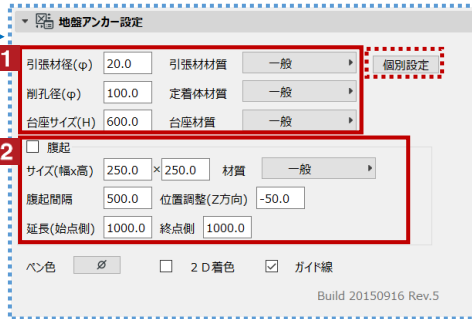 地盤アンカー設定
1
引張材径(φ) 20.0 引張材材質 一般 個別設定
削孔径(φ) 100.0 定着体材質 一般
台座サイズ(H) 600.0 台座材質 一般
2
腹起
サイズ(幅x高) 250.0 × 250.0 材質 一般
腹起間隔 500.0 位置調整(Z方向) -50.0
延長(始点側) 1000.0 終点側 1000.0
ペン色 2D着色 ガイド線
Build 20150916 Rev.5